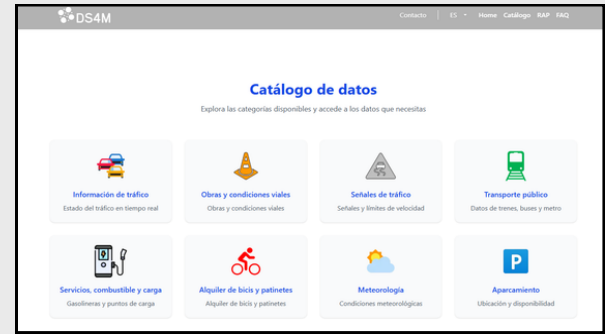 DS4M
Contacto | ES Home Catálogo RAP FAQ
Catálogo de datos
Explora las categorías disponibles y accede a los datos que necesitas
Información de tráfico
Estado del tráfico en tiempo real
Obras y condiciones viales
Obras y condiciones viales
Señales de tráfico
Señales y límites de velocidad
Transporte público
Datos de trenes, buses y metro
Servicios, combustible y carga
Gasolineras y puntos de carga
Alquiler de bicis y patinetes
Alquiler de bicis y patinetes
Meteorología
Condiciones meteorológicas
P
Aparcamiento
Ubicación y disponibilidad